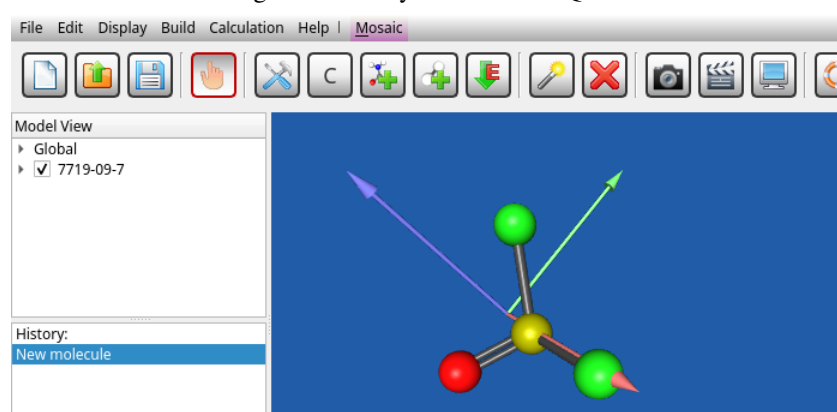 File Edit Display Build Calculation Help | Mosaic
C
E
Model View
Global
7719-09-7
History:
New molecule